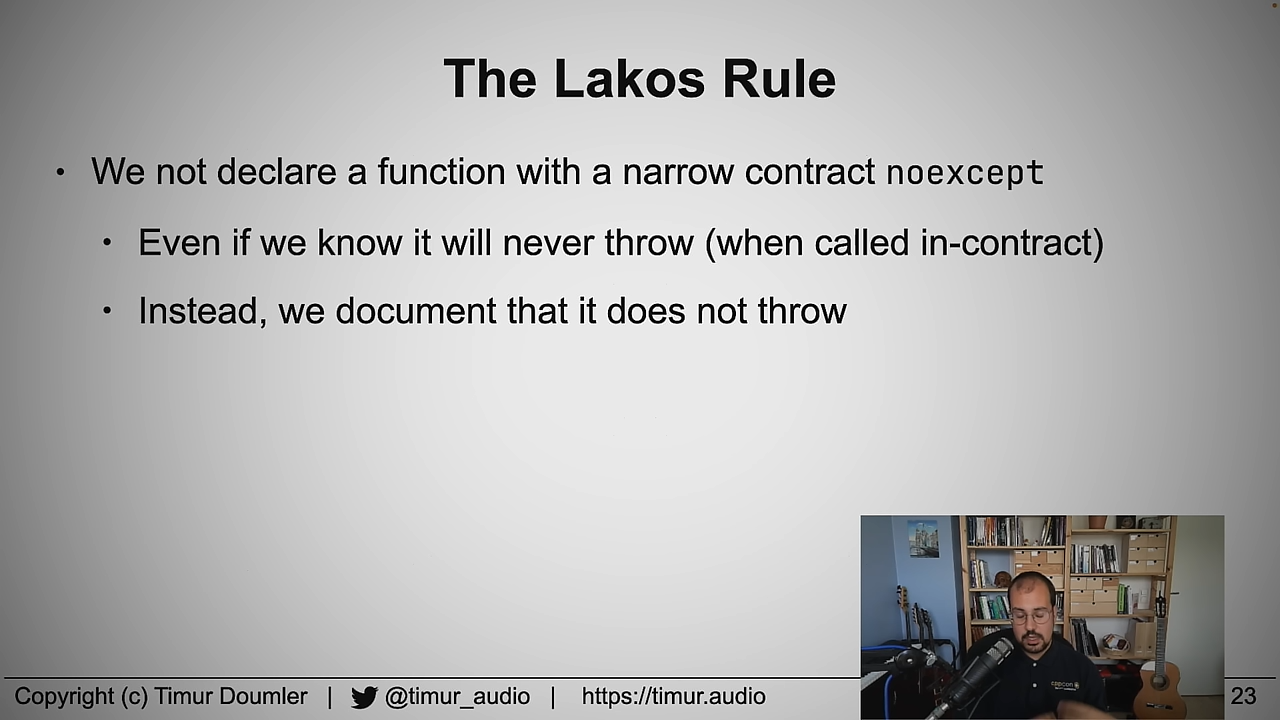 The Lakos Rule
• We not declare a function with a narrow contract noexcept
• Even if we know it will never throw (when called in-contract)
• Instead, we document that it does not throw
Copyright (c) Timur Doumler | @timur_audio | https://timur.audio
23
cppcon